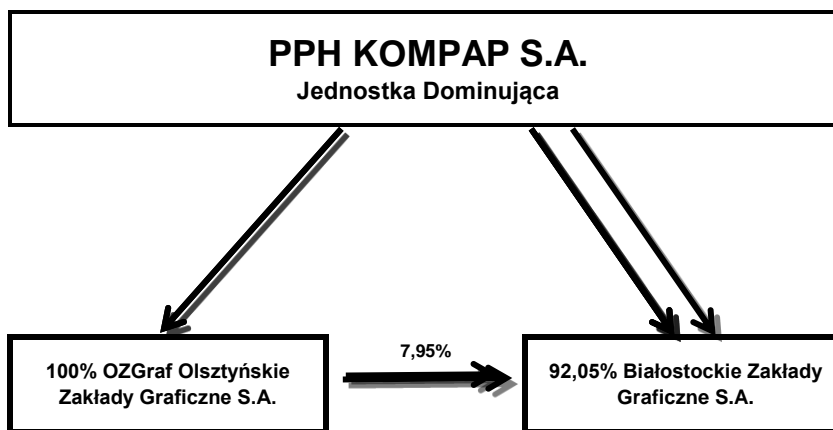 PPH KOMPAP S.A.
Jednostka Dominująca
7,95%
100% OZGraf Olsztyńskie
Zakłady Graficzne S.A.
92,05% Białostockie Zakłady
Graficzne S.A.